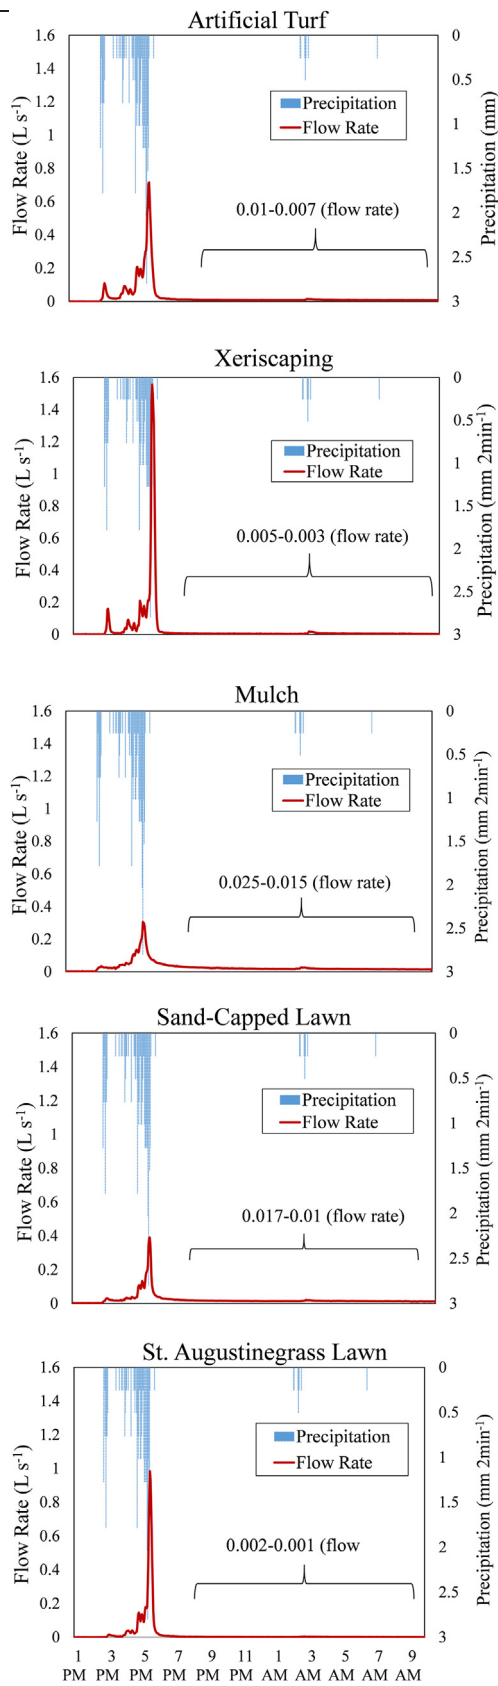 Artificial Turf
1.6
1.4
1.2
1
0.8
0.6
0.4
0.2
0
Flow Rate (L s-1)
Precipitation
Flow Rate
0.01-0.007 (flow rate)
0
0.5
1
1.5
2
2.5
3
Precipitation (mm)
Xeriscaping
1.6
1.4
1.2
1
0.8
0.6
0.4
0.2
0
Flow Rate (L s-1)
Precipitation
Flow Rate
0.005-0.003 (flow rate)
0
0.5
1
1.5
2
2.5
3
Precipitation (mm 2min-1)
Mulch
1.6
1.4
1.2
1
0.8
0.6
0.4
0.2
0
Flow Rate (L s-1)
Precipitation
Flow Rate
0.025-0.015 (flow rate)
0
0.5
1
1.5
2
2.5
3
Precipitation (mm 2min-1)
Sand-Capped Lawn
1.6
1.4
1.2
1
0.8
0.6
0.4
0.2
0
Flow Rate (L s-1)
Precipitation
Flow Rate
0.017-0.01 (flow rate)
0
0.5
1
1.5
2
2.5
3
Precipitation (mm 2min-1)
St. Augustinegrass Lawn
1.6
1.4
1.2
1
0.8
0.6
0.4
0.2
0
Flow Rate (L s-1)
Precipitation
Flow Rate
0.002-0.001 (flow
0
0.5
1
1.5
2
2.5
3
Precipitation (mm 2min-1)
1 3 5 7 9 11 1 3 5 7 9
PM PM PM PM PM PM AM AM AM AM AM